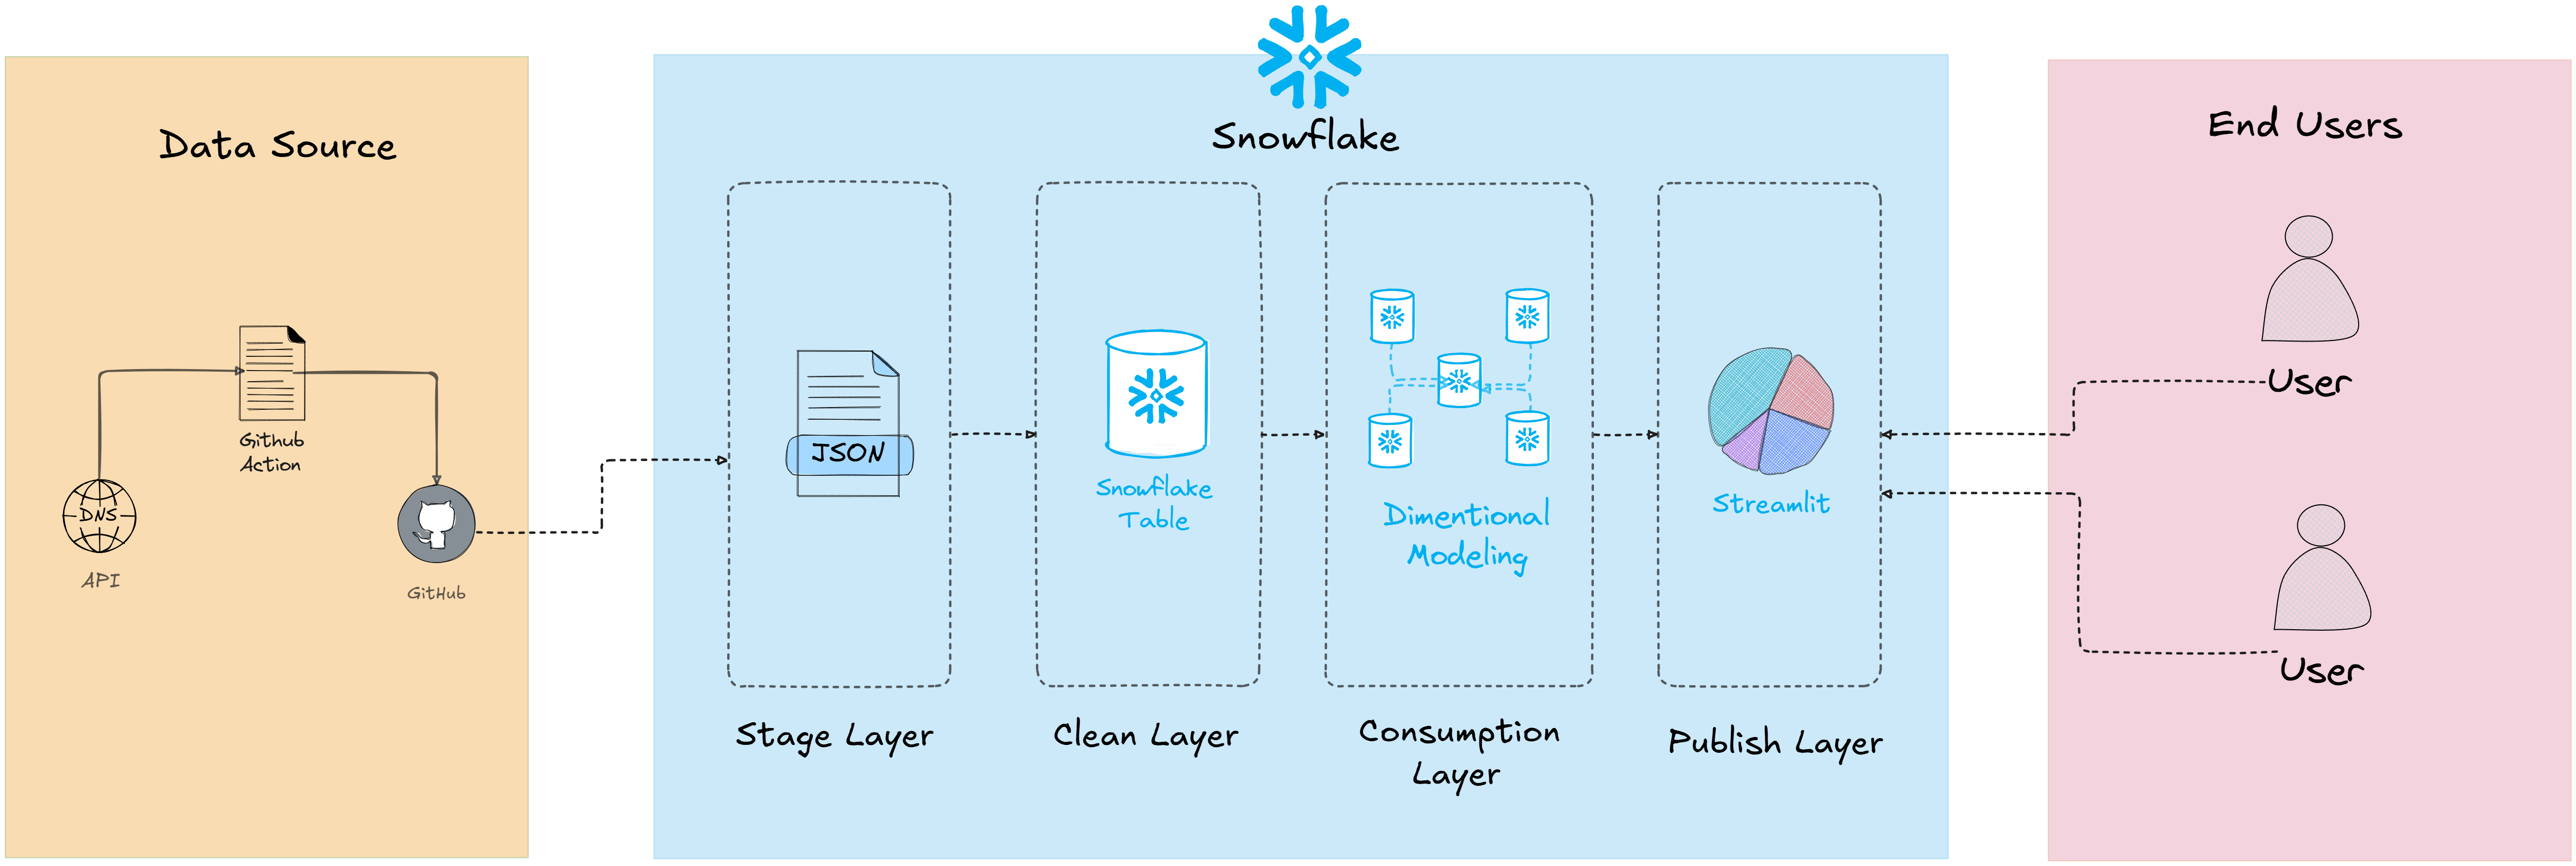 Data Source
Github
Action
DNS
API
GitHub
Snowflake
JSON
Snowflake
Table
Dimentional
Modeling
Streamlit
Stage Layer
Clean Layer
Consumption
Layer
Publish Layer
End Users
User
User